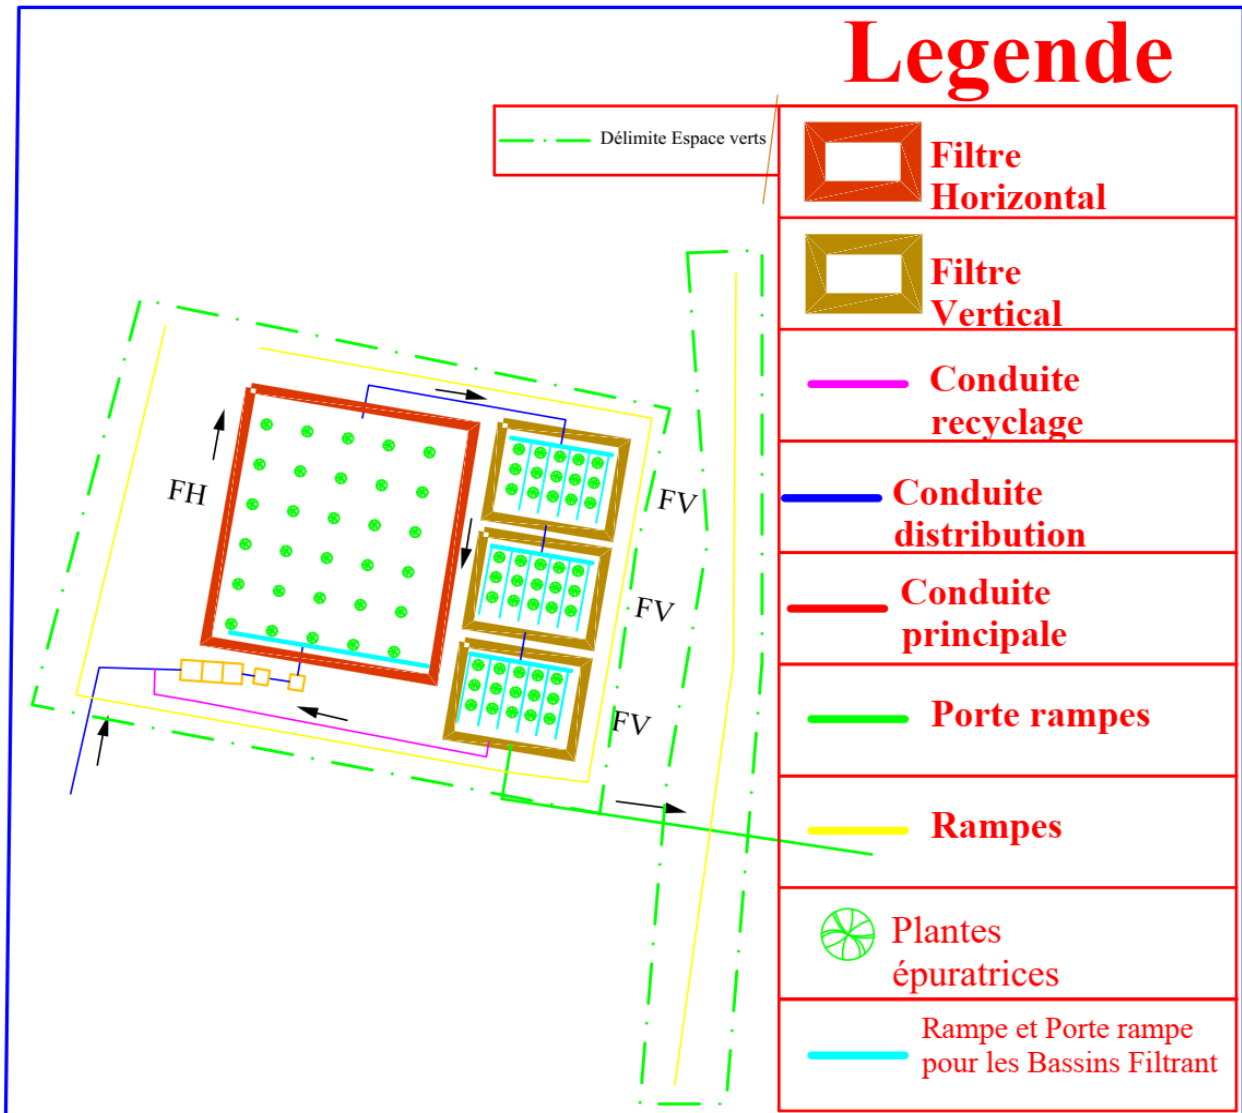 Legende
Délimite Espace verts
Filtre
Horizontal
Filtre
Vertical
Conduite
recyclage
Conduite
distribution
Conduite
principale
Porte rampes
Rampes
Plantes
épuratrices
Rampe et Porte rampe
pour les Bassins Filtrant
FH
FV
FV
FV